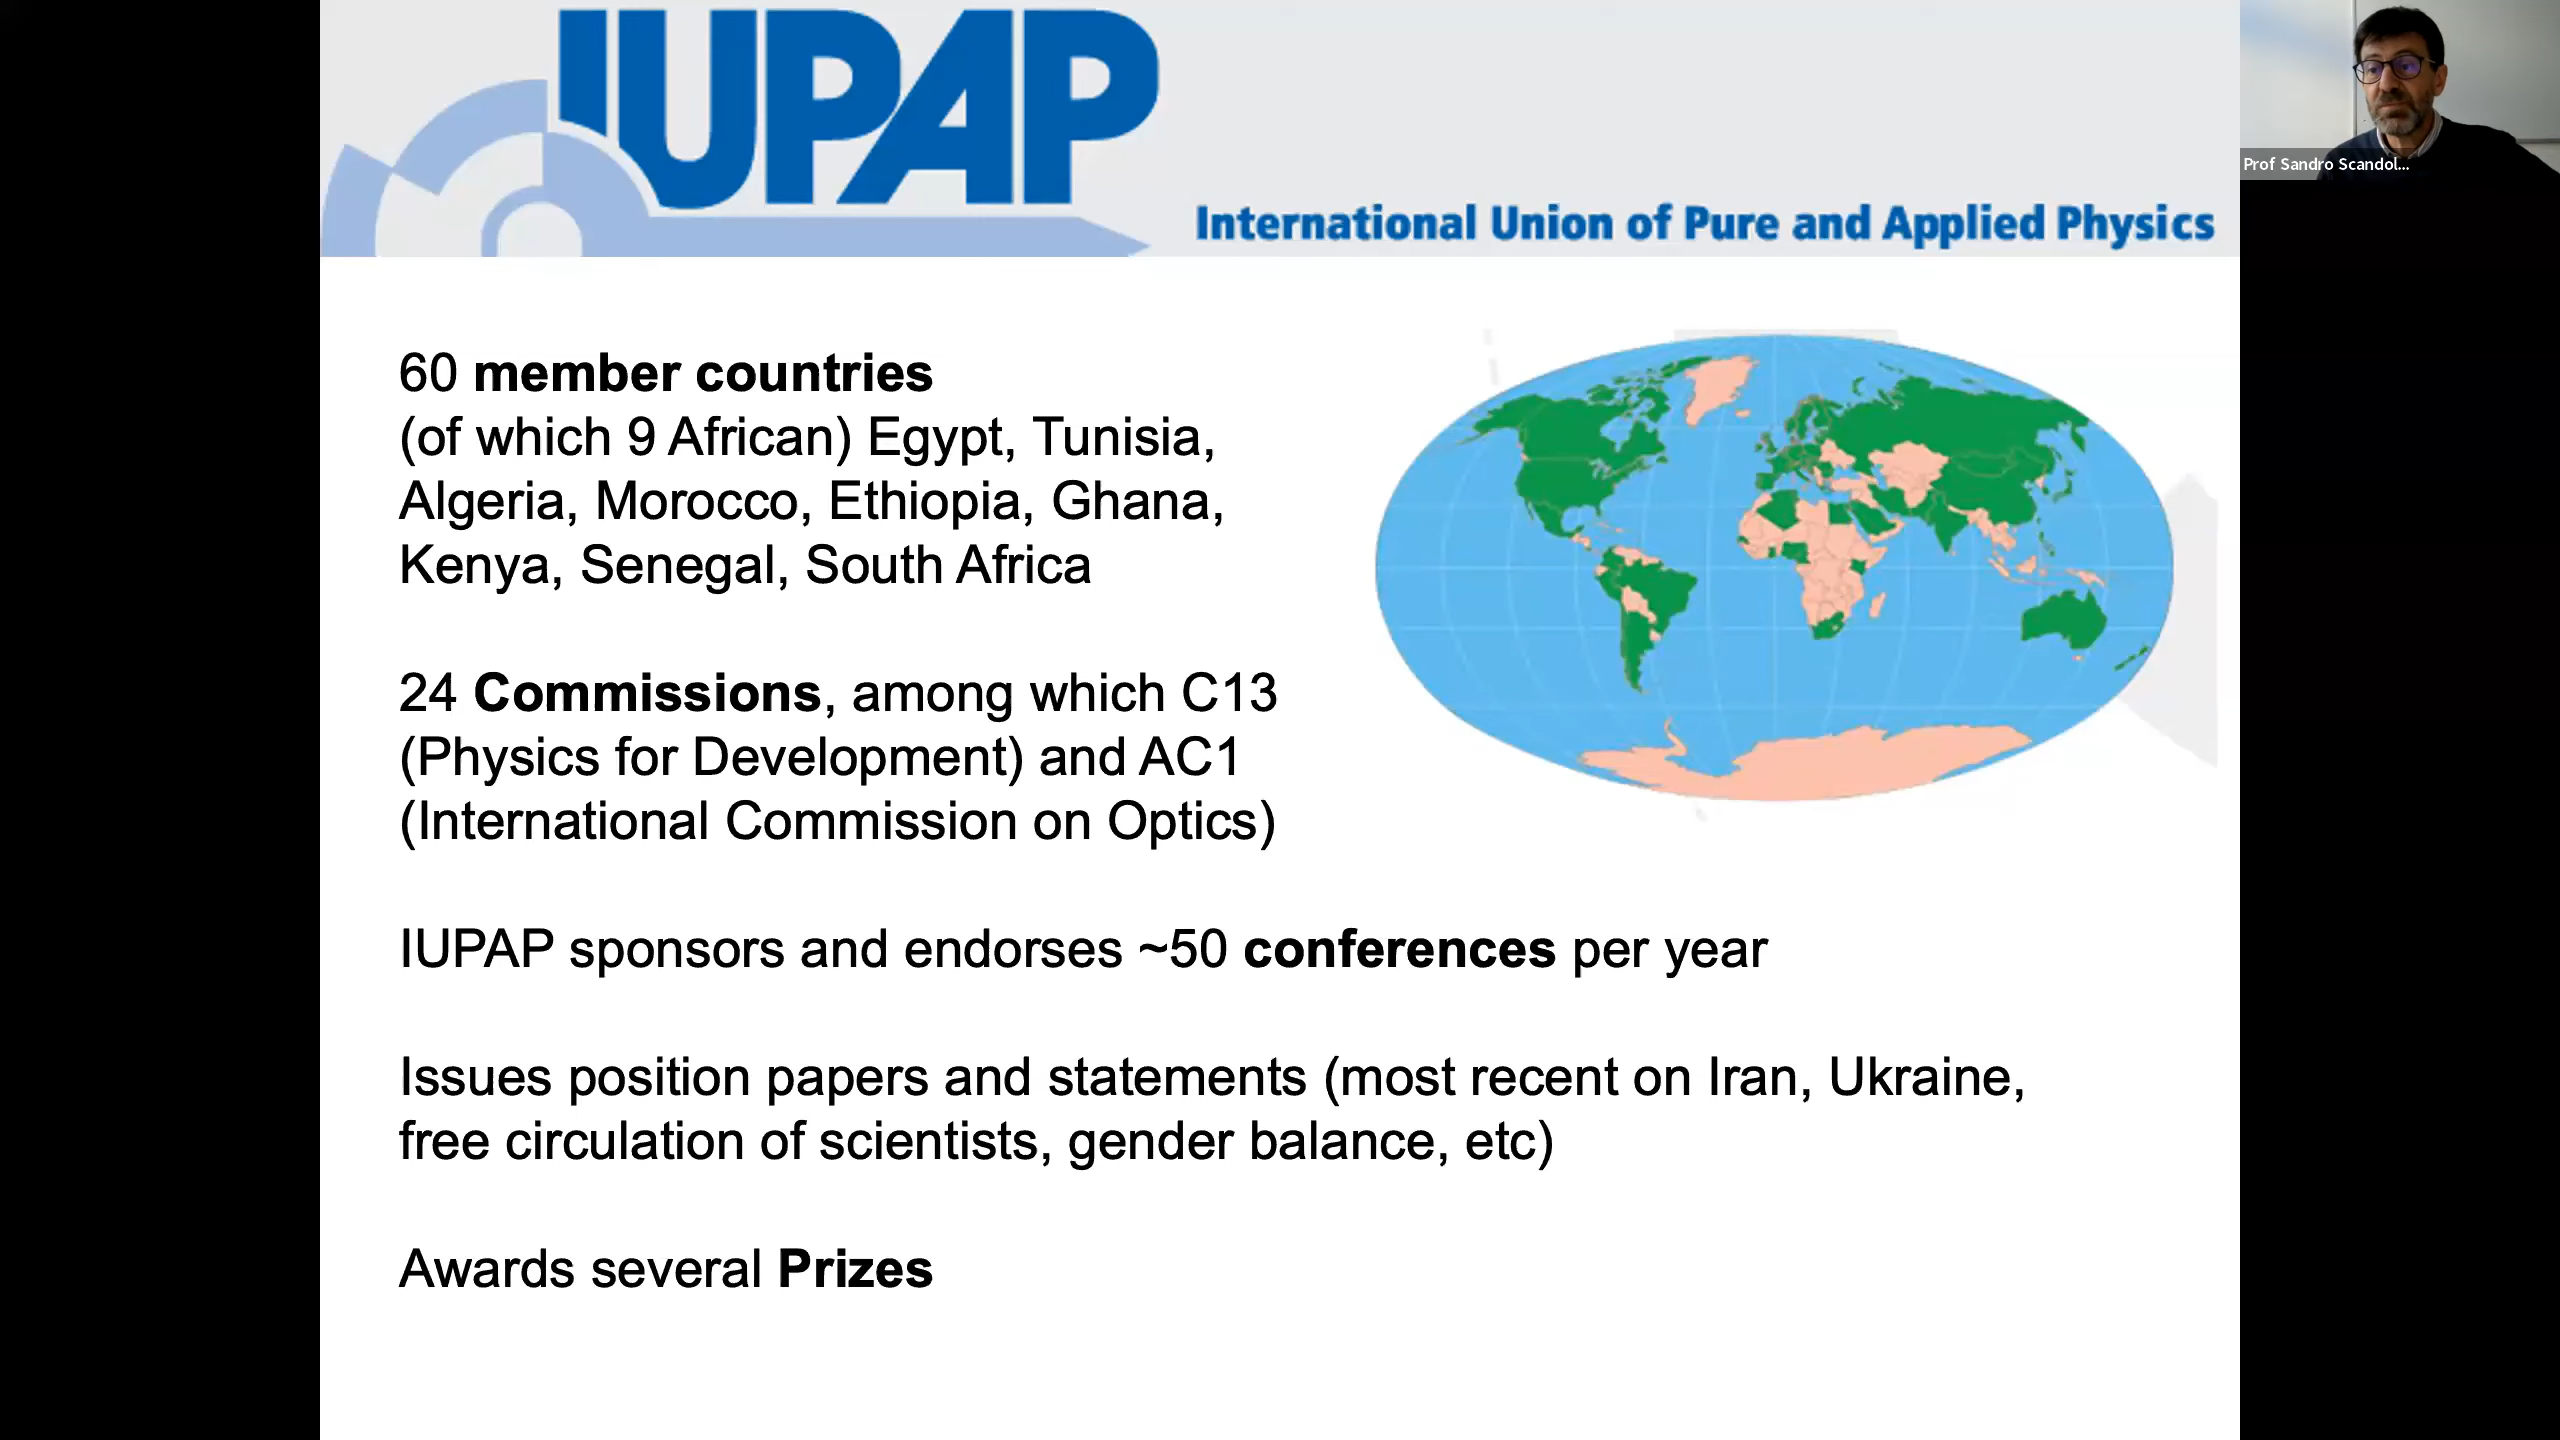 IUPAP
International Union of Pure and Applied Physics
Prof Sandro Scandol...
60 member countries
(of which 9 African) Egypt, Tunisia,
Algeria, Morocco, Ethiopia, Ghana,
Kenya, Senegal, South Africa
24 Commissions, among which C13
(Physics for Development) and AC1
(International Commission on Optics)
IUPAP sponsors and endorses ~50 conferences per year
Issues position papers and statements (most recent on Iran, Ukraine,
free circulation of scientists, gender balance, etc)
Awards several Prizes